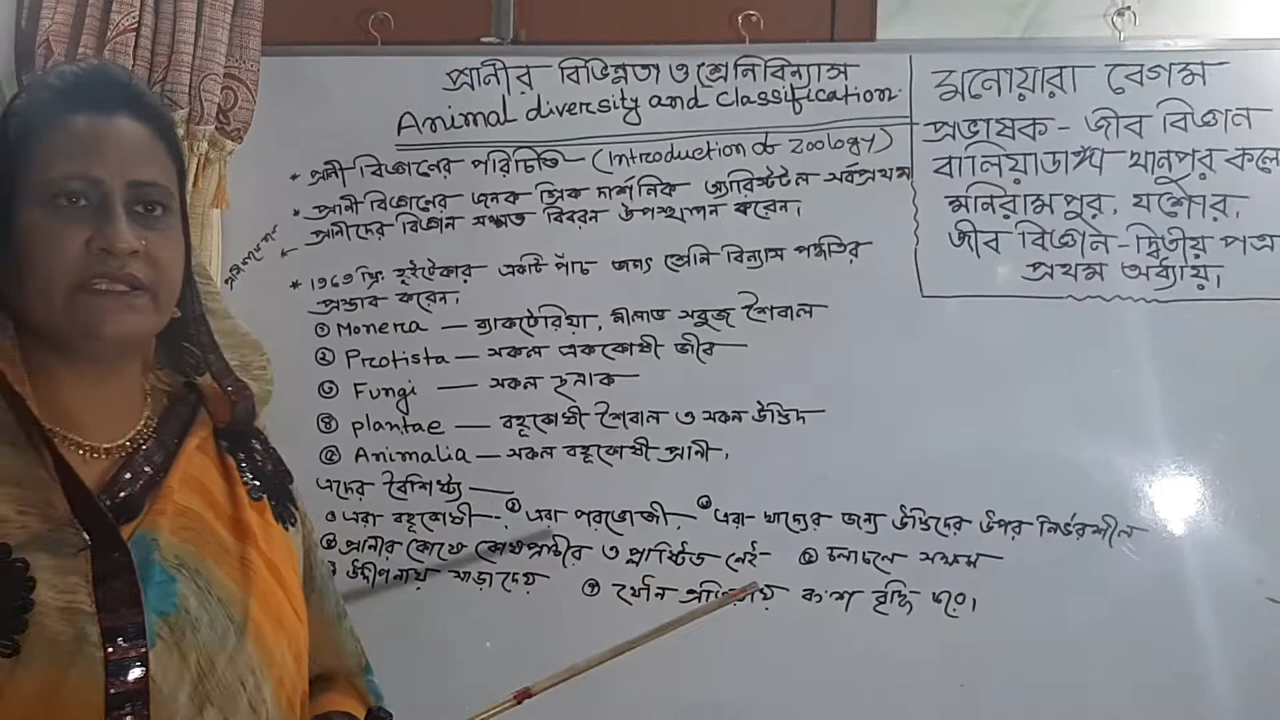 প্রানীর বিভিন্নতা ও শ্রেনিবিন্যাস
Animal diversity and classification.
* প্রানী বিজ্ঞানের পরিচিতি – (Introduction of Zoology)
* প্রানী বিজ্ঞানের জনক গ্রিক দার্শনিক অ্যারিস্টটল সর্বপ্রথম
প্রানীদের বিজ্ঞান সম্মত বিবরন উপস্থাপন করেন।
* ১৯৬৯ খ্রি: হুইটেকার একটি পাঁচ জগৎ শ্রেনি বিন্যাস পদ্ধতির
প্রস্তাব করেন।
① Monera — ব্যাকটেরিয়া, নীলাভ সবুজ শৈবাল
② Protista — সকল এককোষী জীব
③ Fungi — সকল ছত্রাক
④ plantae — বহুকোষী শৈবাল ও সকল উদ্ভিদ
⑤ Animalia — সকল বহুকোষী প্রানী,
এদের বৈশিষ্ট্য —
① এরা বহুকোষী – ② এরা পরভোজী, ③ এরা খাদ্যের জন্য উদ্ভিদের উপর নির্ভরশীল
④ প্রানীর কোষে কোষপ্রাচীর ও প্লাস্টিড নেই – ⑤ চলাচলে সক্ষম
উদ্দীপনায় সাড়া দেয় ⑦ যৌন প্রক্রিয়ায় বংশ বৃদ্ধি করে।
মনোয়ারা বেগম
প্রভাষক – জীব বিজ্ঞান
বালিয়াডাঙ্গা খানপুর কলে
মনিরামপুর, যশোর,
জীব বিজ্ঞান – দ্বিতীয় পত্র
প্রথম অধ্যায়,